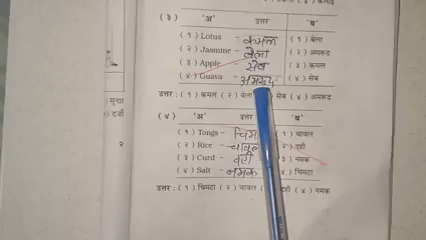 (३) 'अ' उत्तर 'ब'
(१) Lotus - कमल (१) बेला
(२) Jasmine - बेला (२) अमरूद
(३) Apple सेब (३) कमल
(४) Guava - अमरूद (४) सेब
उत्तर : (१) कमल (२) बेला सेब (४) अमरूद
(४) 'अ' उत्तर 'ब'
(१) Tongs - चिम (१) चावल
(२) Rice - चावल (२) दही
(३) Curd - दही (३) नमक
(४) Salt - नमक (४) चिमटा
उत्तर : (१) चिमटा (२) चावल दही (४) नमक